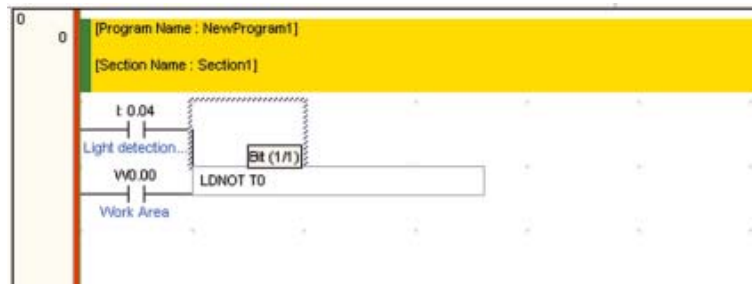 0
0
[Program Name : NewProgram1]
[Section Name : Section1]
I: 0.04
Light detection...
Bit (1/1)
W0.00
LDNOT T0
Work Area